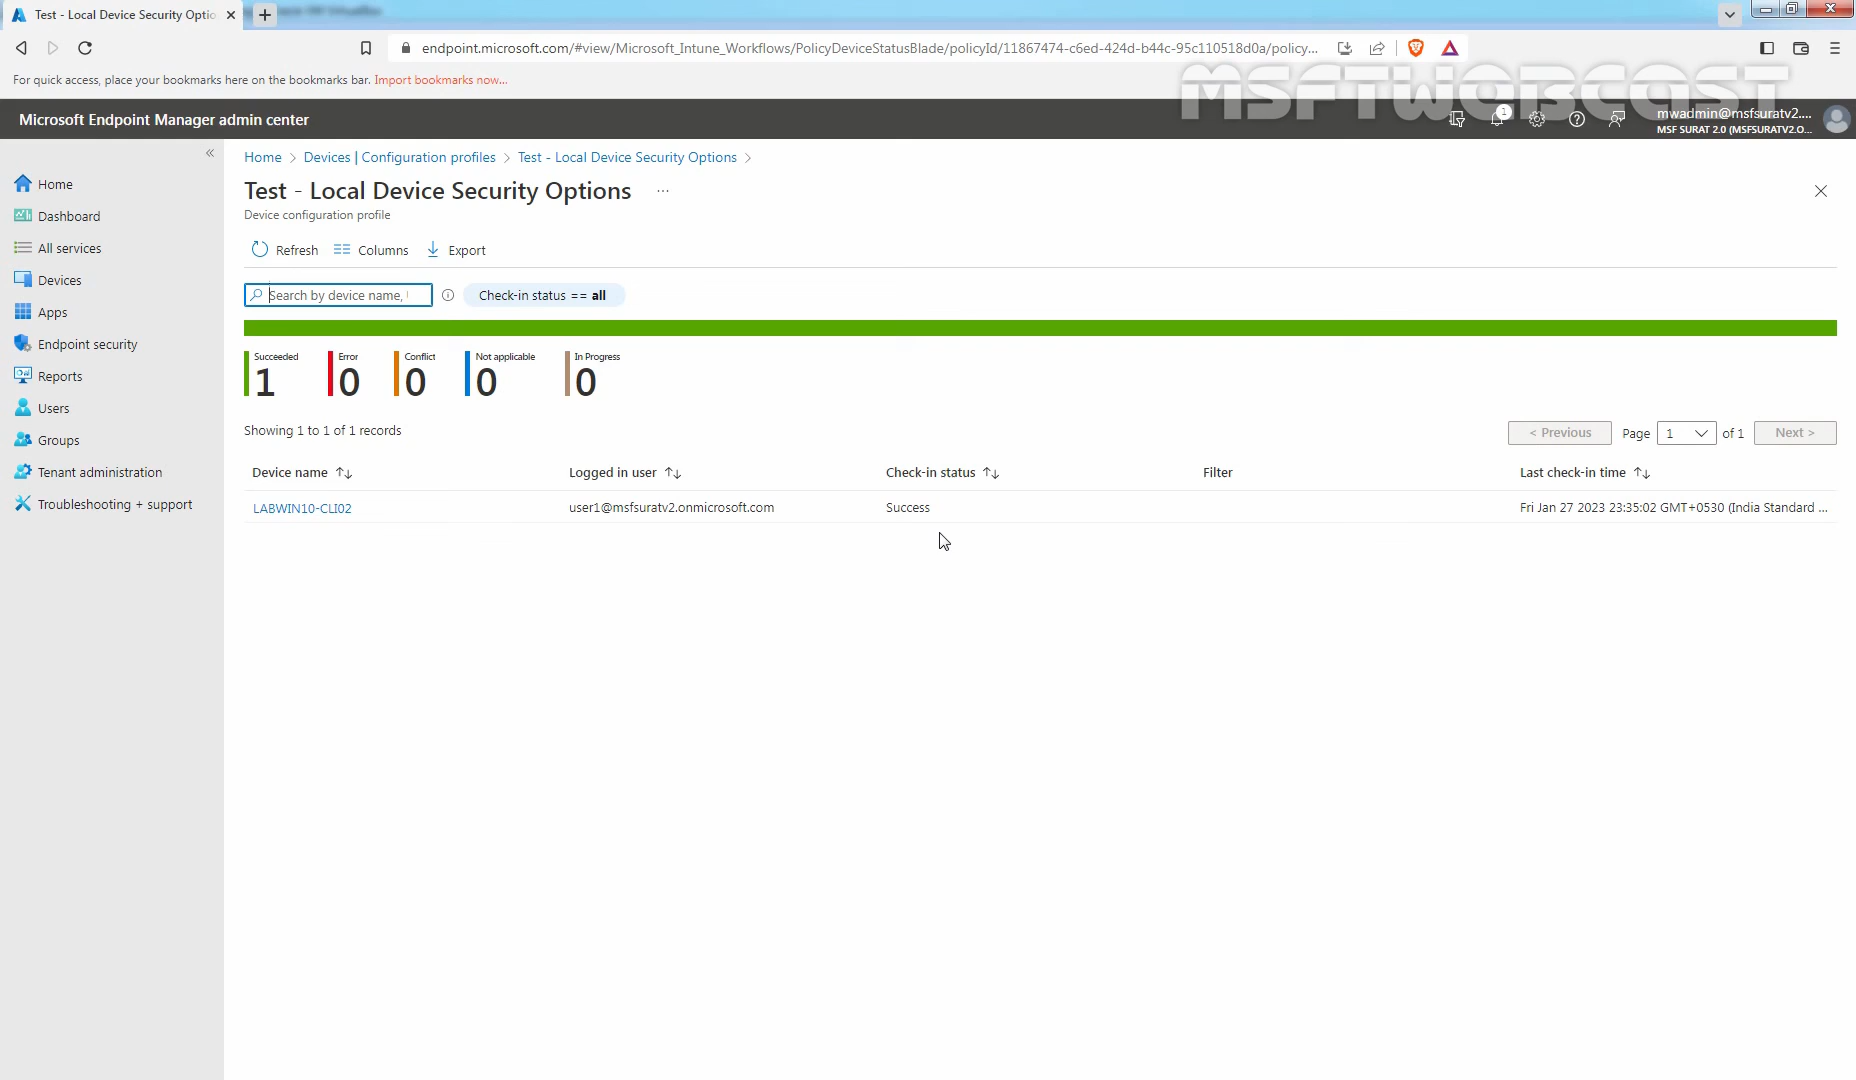 Test - Local Device Security Optio
endpoint.microsoft.com/#view/Microsoft_Intune_Workflows/PolicyDeviceStatusBlade/policyId/11867474-c6ed-424d-b44c-95c110518d0a/policy...
For quick access, place your bookmarks here on the bookmarks bar. Import bookmarks now...
MSFTWEBCAST
Microsoft Endpoint Manager admin center
1
mwadmin@msfsuratv2....
MSF SURAT 2.0 (MSFSURATV2.O...
«
Home
Dashboard
All services
Devices
Apps
Endpoint security
Reports
Users
Groups
Tenant administration
Troubleshooting + support
Home > Devices | Configuration profiles > Test - Local Device Security Options >
Test - Local Device Security Options ...
Device configuration profile
Refresh Columns Export
Search by device name, Check-in status == all
Succeeded Error Conflict Not applicable In Progress
1 0 0 0 0
Showing 1 to 1 of 1 records
< Previous Page 1 of 1 Next >
Device name Logged in user Check-in status Filter Last check-in time
LABWIN10-CLI02 user1@msfsuratv2.onmicrosoft.com Success Fri Jan 27 2023 23:35:02 GMT+0530 (India Standard ...